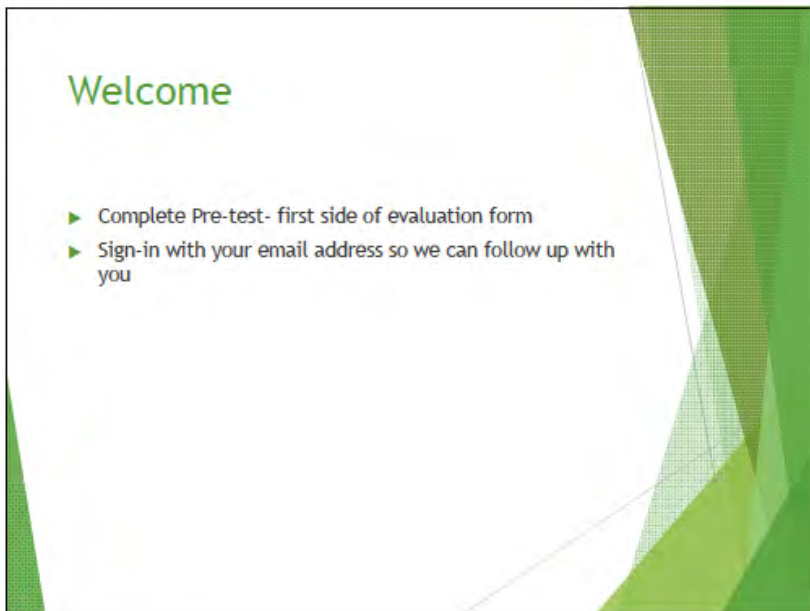 Welcome
► Complete Pre-test- first side of evaluation form
► Sign-in with your email address so we can follow up with
you